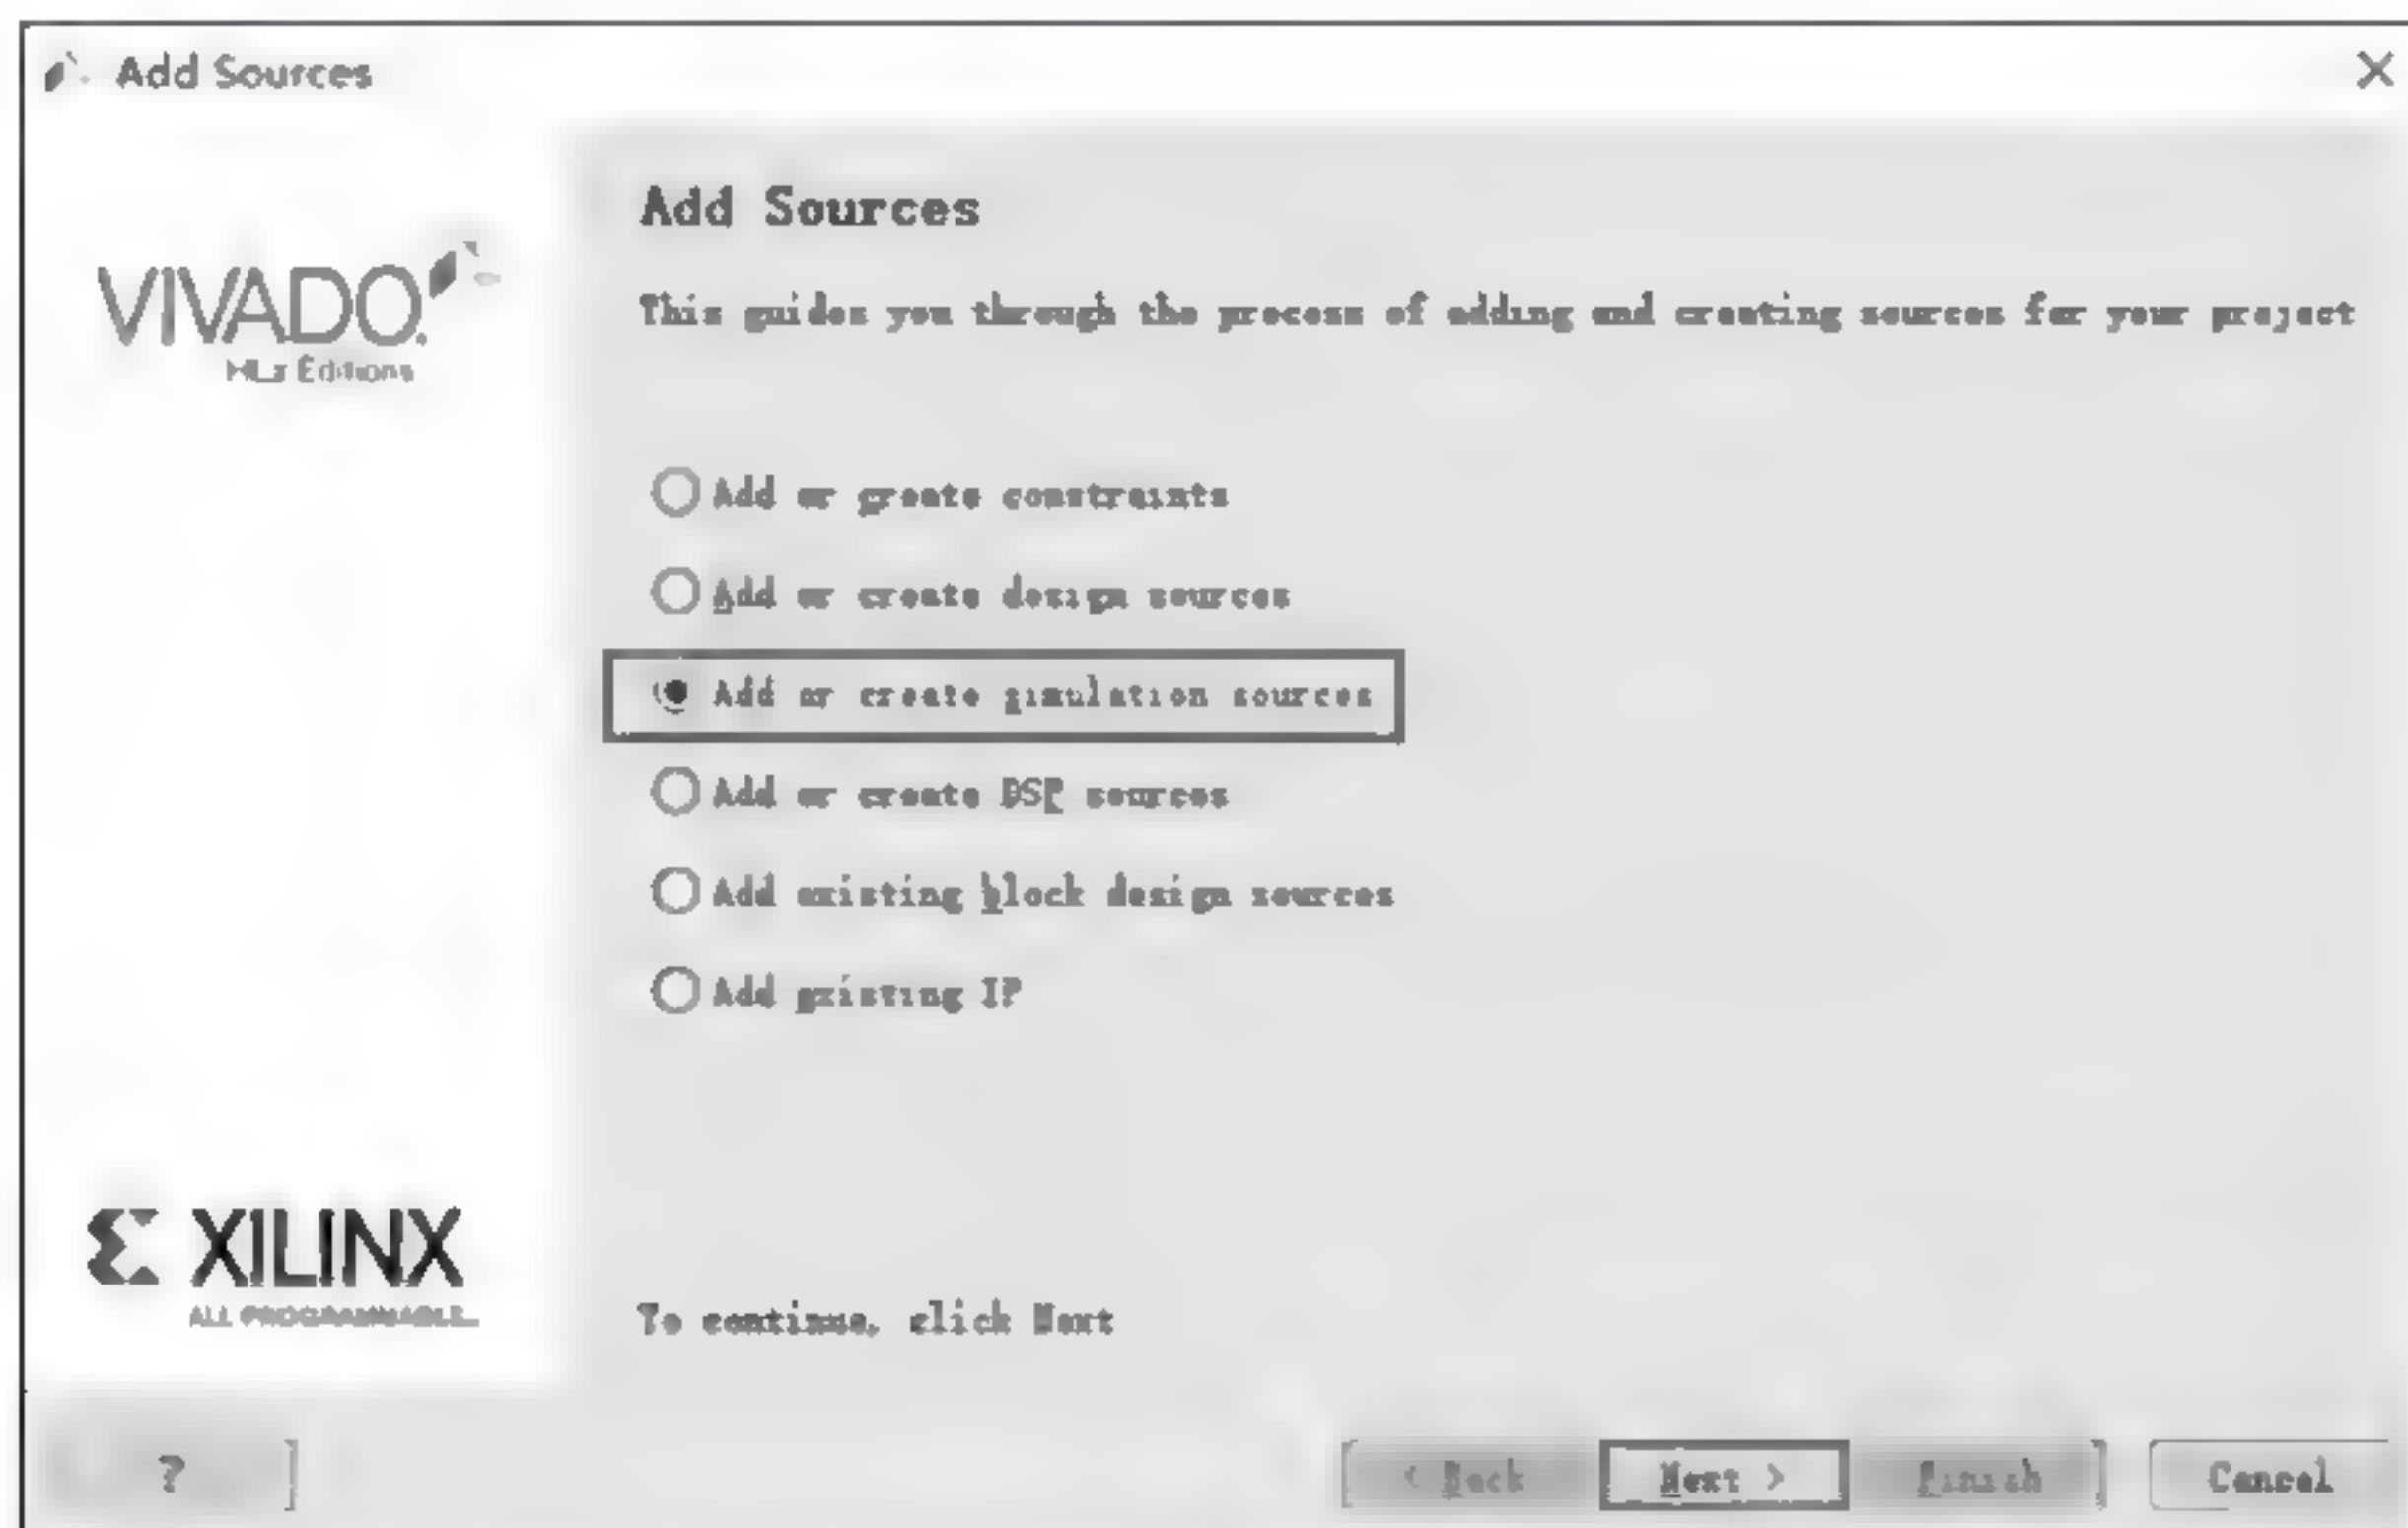 Add Sources
VIVADO.
ML Editions
Add Sources
This guides you through the process of adding and creating sources for your project
Add or create constraints
Add or create design sources
Add or create simulation sources
Add or create DSP sources
Add existing block design sources
Add existing IP
XILINX
ALL PROGRAMMABLE.
To continue, click Next
?
< Back
Next >
Finish
Cancel